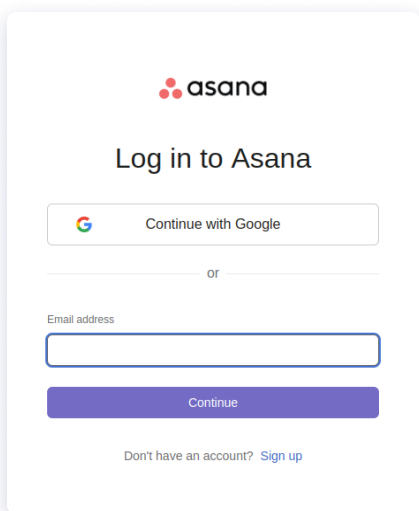 asana
Log in to Asana
Continue with Google
or
Email address
Continue
Don't have an account? Sign up